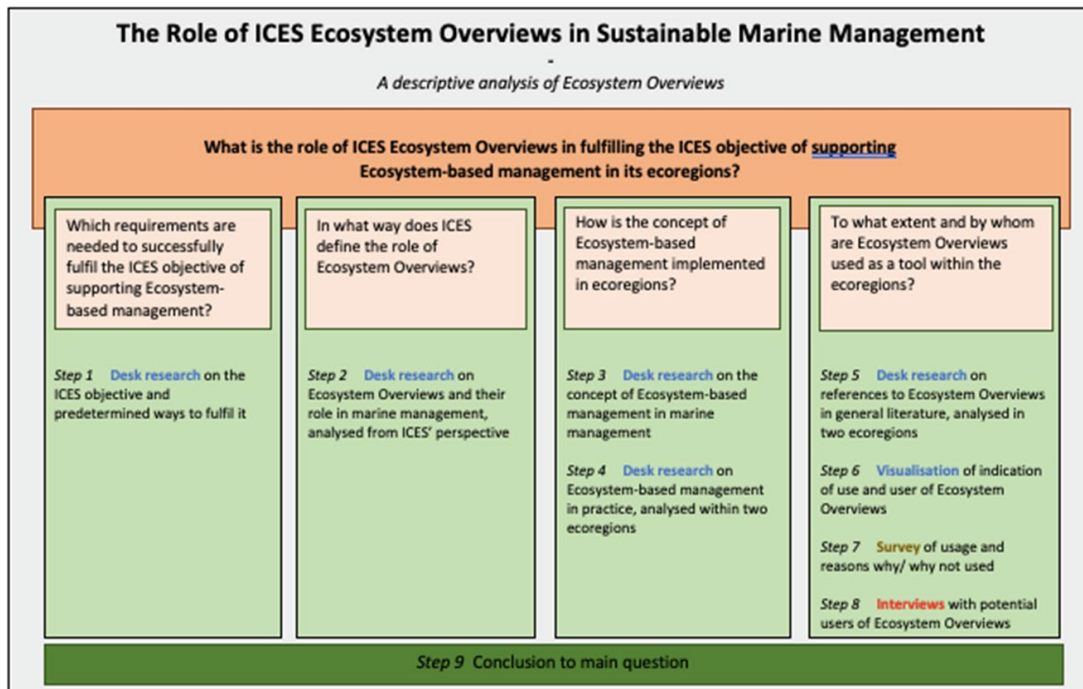 The Role of ICES Ecosystem Overviews in Sustainable Marine Management
-
A descriptive analysis of Ecosystem Overviews
What is the role of ICES Ecosystem Overviews in fulfilling the ICES objective of supporting
Ecosystem-based management in its ecoregions?
Which requirements are
needed to successfully
fulfil the ICES objective of
supporting Ecosystem-
based management?
Step 1 Desk research on the
ICES objective and
predetermined ways to fulfil it
In what way does ICES
define the role of
Ecosystem Overviews?
Step 2 Desk research on
Ecosystem Overviews and their
role in marine management,
analysed from ICES' perspective
How is the concept of
Ecosystem-based
management implemented
in ecoregions?
Step 3 Desk research on the
concept of Ecosystem-based
management in marine
management
Step 4 Desk research on
Ecosystem-based management
in practice, analysed within two
ecoregions
To what extent and by whom
are Ecosystem Overviews
used as a tool within the
ecoregions?
Step 5 Desk research on
references to Ecosystem Overviews
in general literature, analysed in
two ecoregions
Step 6 Visualisation of indication
of use and user of Ecosystem
Overviews
Step 7 Survey of usage and
reasons why/ why not used
Step 8 Interviews with potential
users of Ecosystem Overviews
Step 9 Conclusion to main question